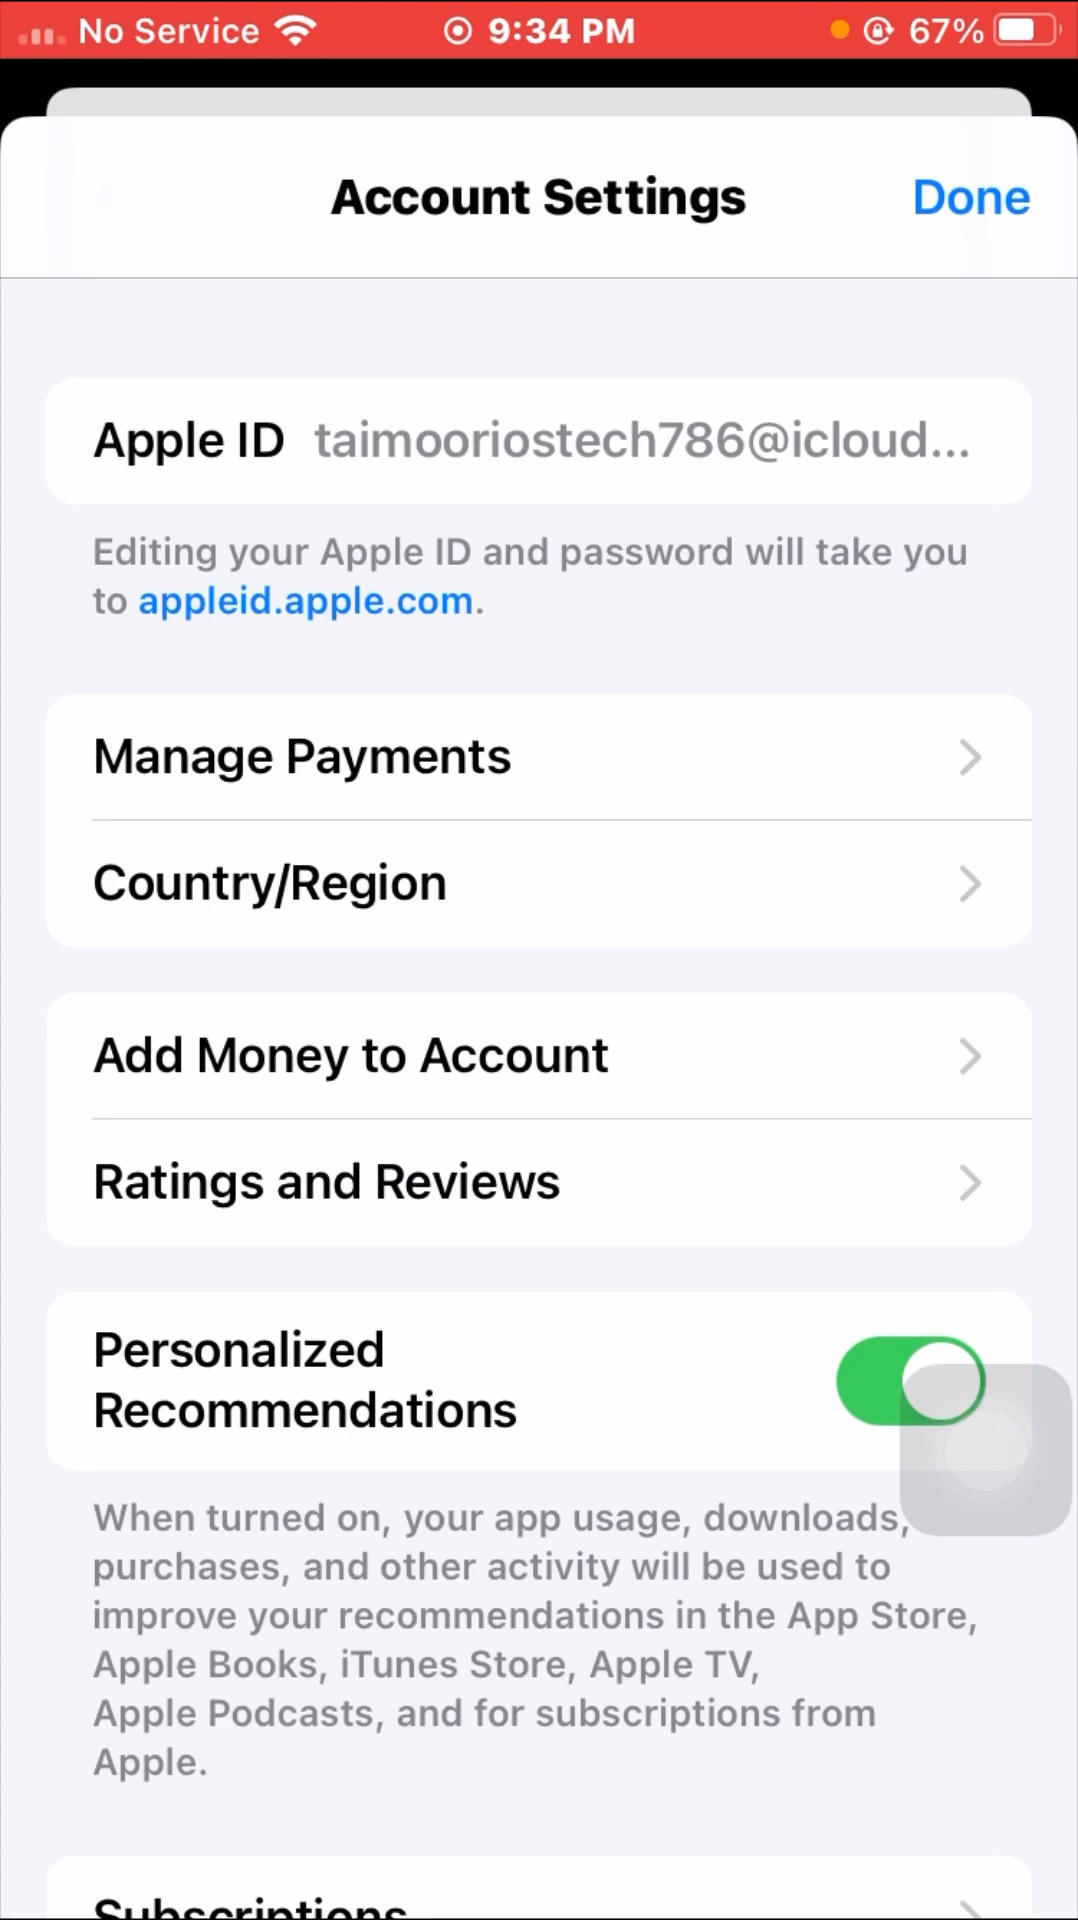 No Service 9:34 PM 67%
Account Settings Done
Apple ID taimooriostech786@icloud...
Editing your Apple ID and password will take you
to appleid.apple.com.
Manage Payments
Country/Region
Add Money to Account
Ratings and Reviews
Personalized
Recommendations
When turned on, your app usage, downloads,
purchases, and other activity will be used to
improve your recommendations in the App Store,
Apple Books, iTunes Store, Apple TV,
Apple Podcasts, and for subscriptions from
Apple.
Subscriptions